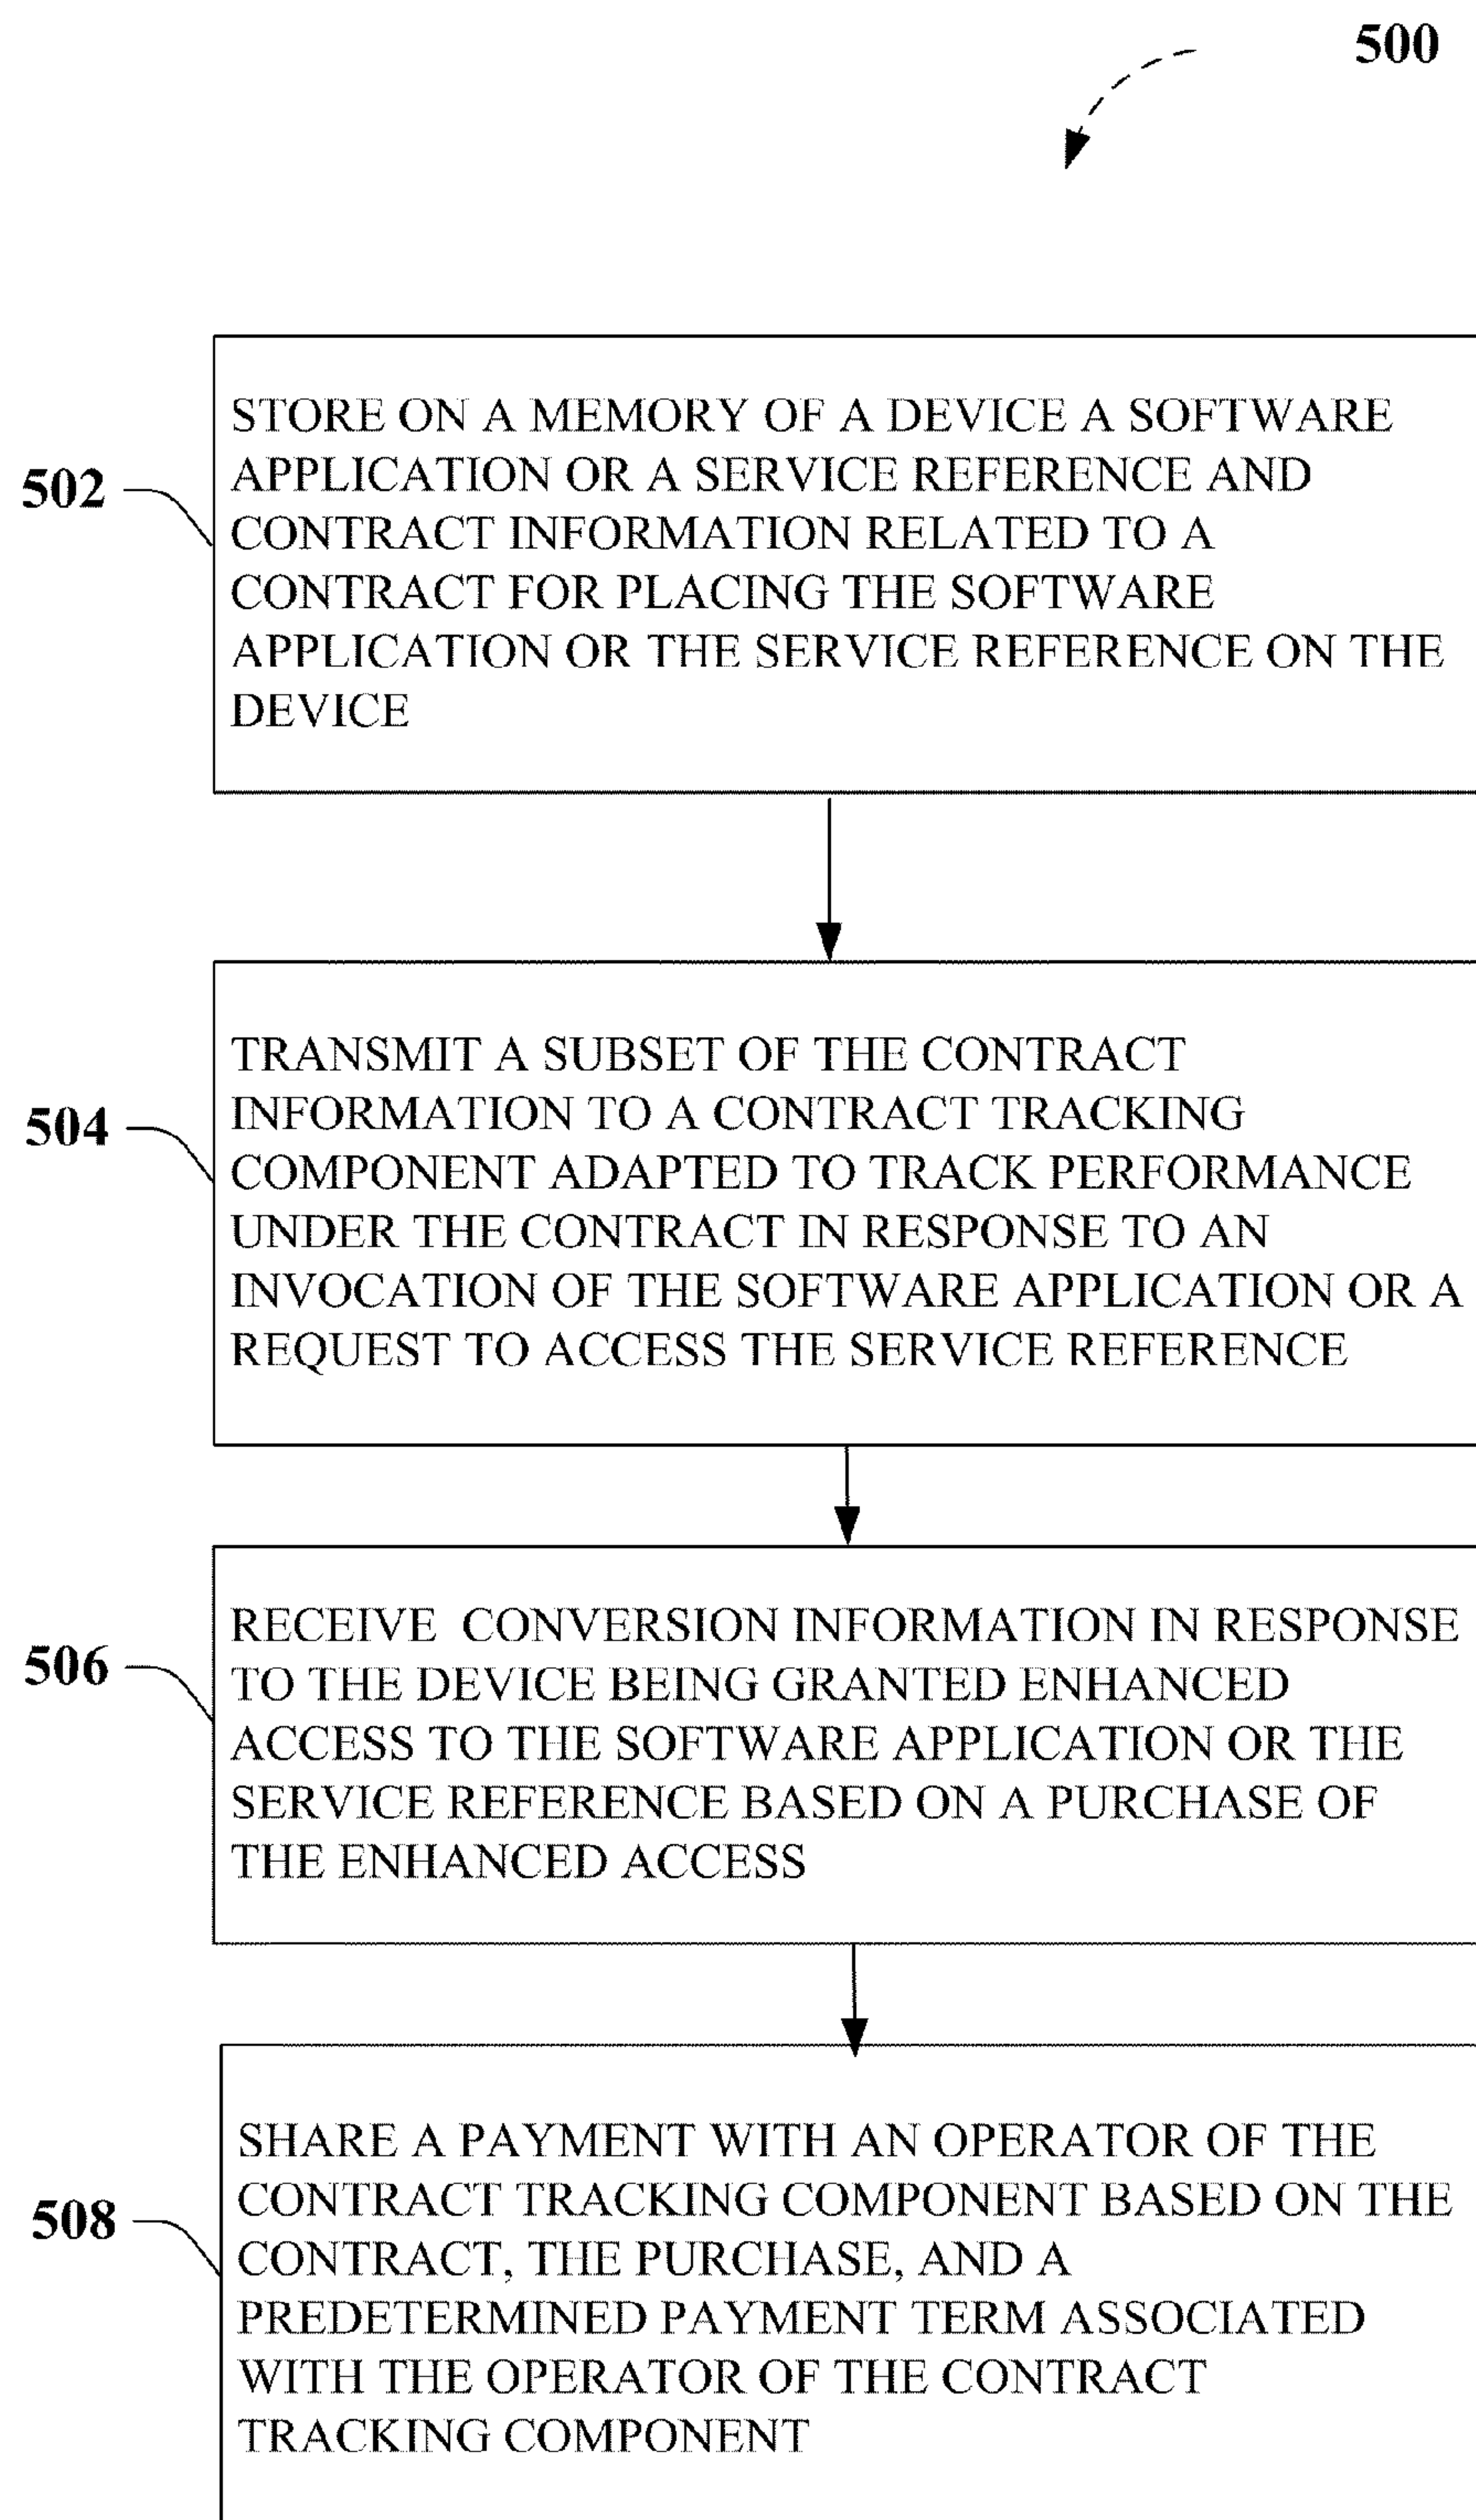 500
502
STORE ON A MEMORY OF A DEVICE A SOFTWARE
APPLICATION OR A SERVICE REFERENCE AND
CONTRACT INFORMATION RELATED TO A
CONTRACT FOR PLACING THE SOFTWARE
APPLICATION OR THE SERVICE REFERENCE ON THE
DEVICE
504
TRANSMIT A SUBSET OF THE CONTRACT
INFORMATION TO A CONTRACT TRACKING
COMPONENT ADAPTED TO TRACK PERFORMANCE
UNDER THE CONTRACT IN RESPONSE TO AN
INVOCATION OF THE SOFTWARE APPLICATION OR A
REQUEST TO ACCESS THE SERVICE REFERENCE
506
RECEIVE CONVERSION INFORMATION IN RESPONSE
TO THE DEVICE BEING GRANTED ENHANCED
ACCESS TO THE SOFTWARE APPLICATION OR THE
SERVICE REFERENCE BASED ON A PURCHASE OF
THE ENHANCED ACCESS
508
SHARE A PAYMENT WITH AN OPERATOR OF THE
CONTRACT TRACKING COMPONENT BASED ON THE
CONTRACT, THE PURCHASE, AND A
PREDETERMINED PAYMENT TERM ASSOCIATED
WITH THE OPERATOR OF THE CONTRACT
TRACKING COMPONENT